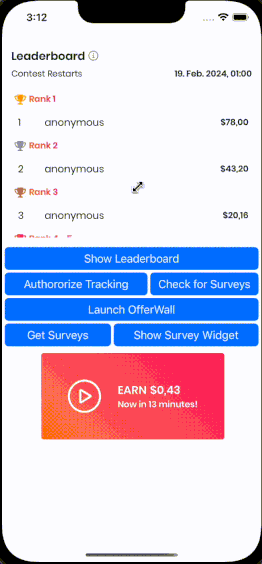 3:12
Leaderboard
Contest Restarts 19. Feb. 2024, 01:00
Rank 1
1 anonymous $78,00
Rank 2
2 anonymous $43,20
Rank 3
3 anonymous $20,16
Show Leaderboard
Authororize Tracking Check for Surveys
Launch OfferWall
Get Surveys Show Survey Widget
EARN $0,43
Now in 13 minutes!